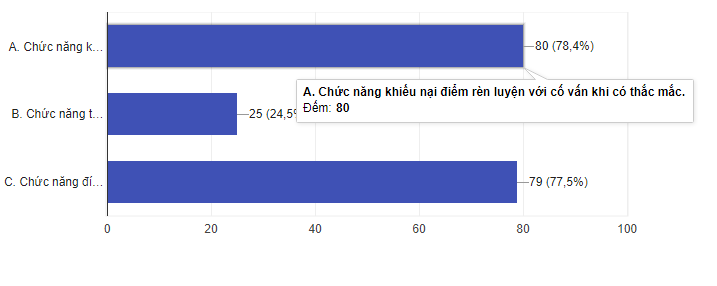 A. Chức năng k...
80 (78,4%)
A. Chức năng khiếu nại điểm rèn luyện với cố vấn khi có thắc mắc.
Đếm: 80
B. Chức năng t...
25 (24,5%
C. Chức năng đí...
79 (77,5%)
0 20 40 60 80 100